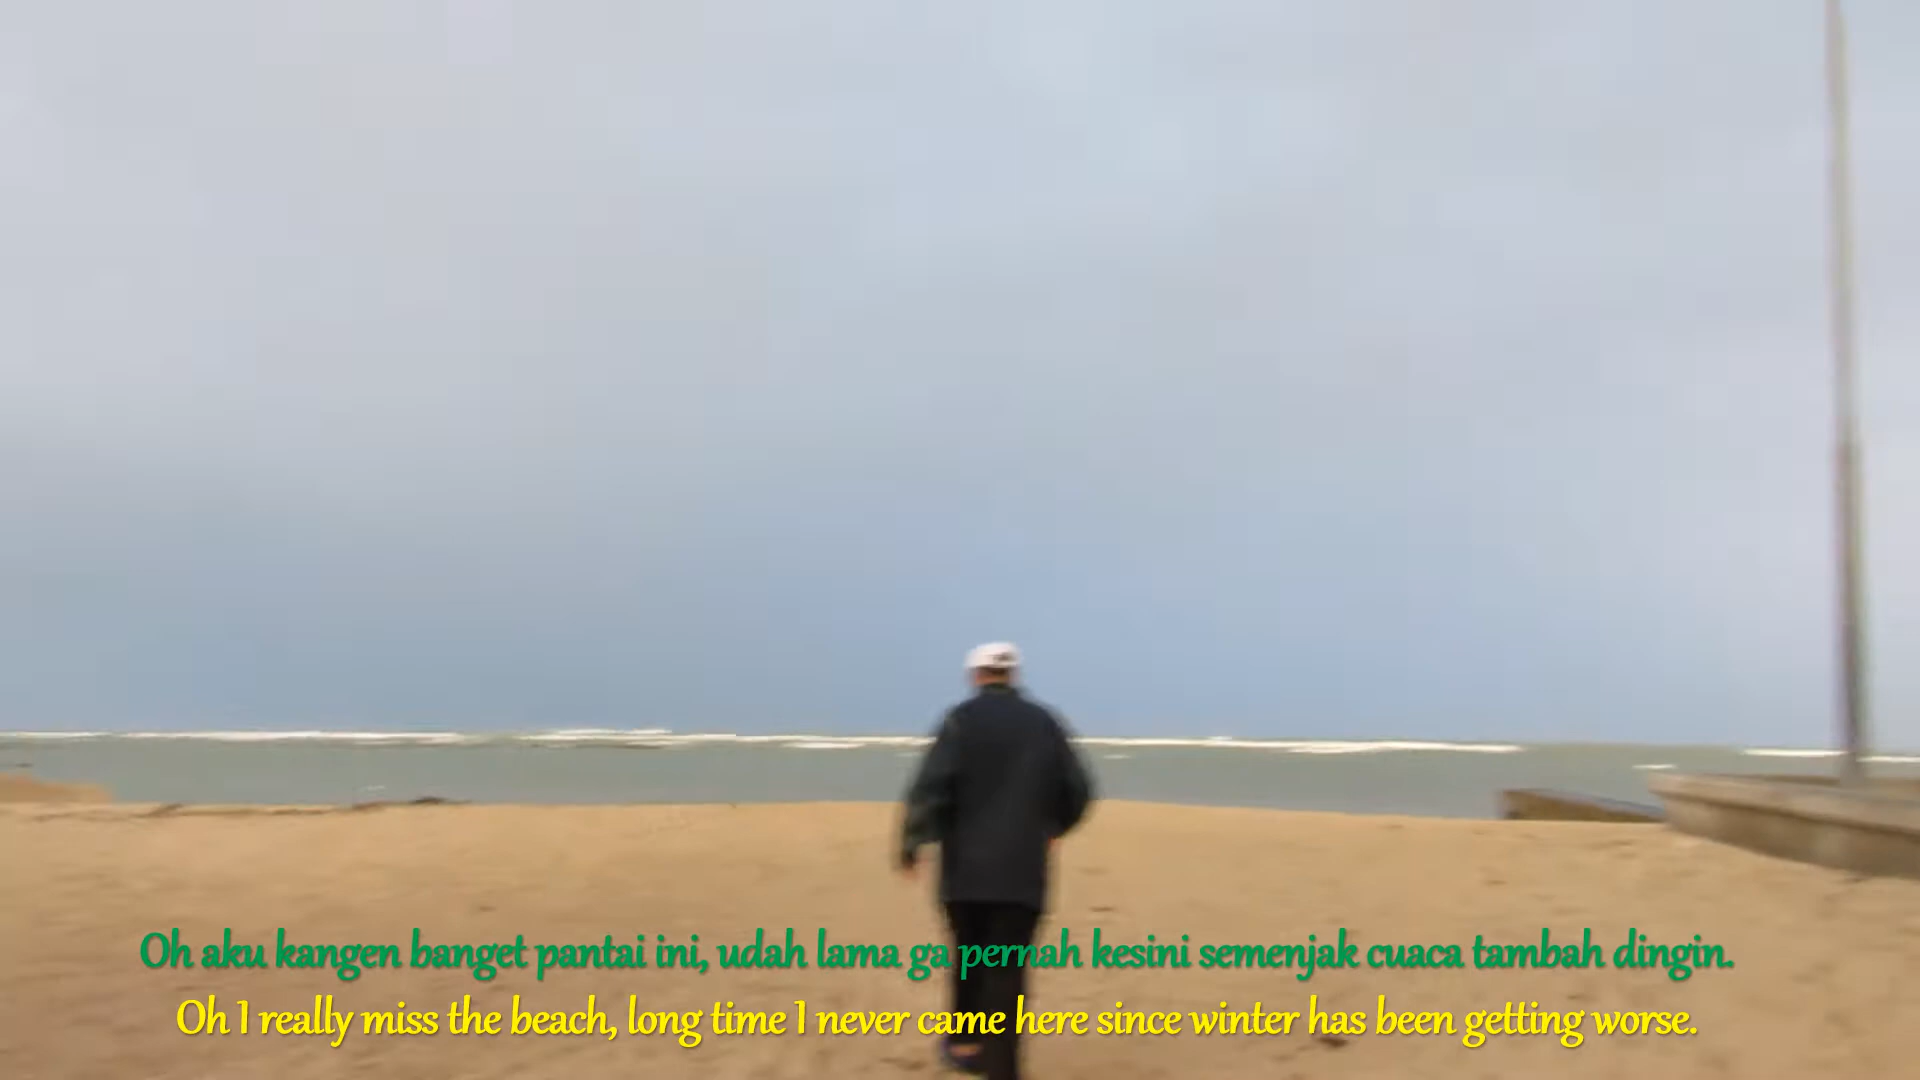 Oh aku kangen banget pantai ini, udah lama ga pernah kesini semenjak cuaca tambah dingin.
Oh I really miss the beach, long time I never came here since winter has been getting worse.